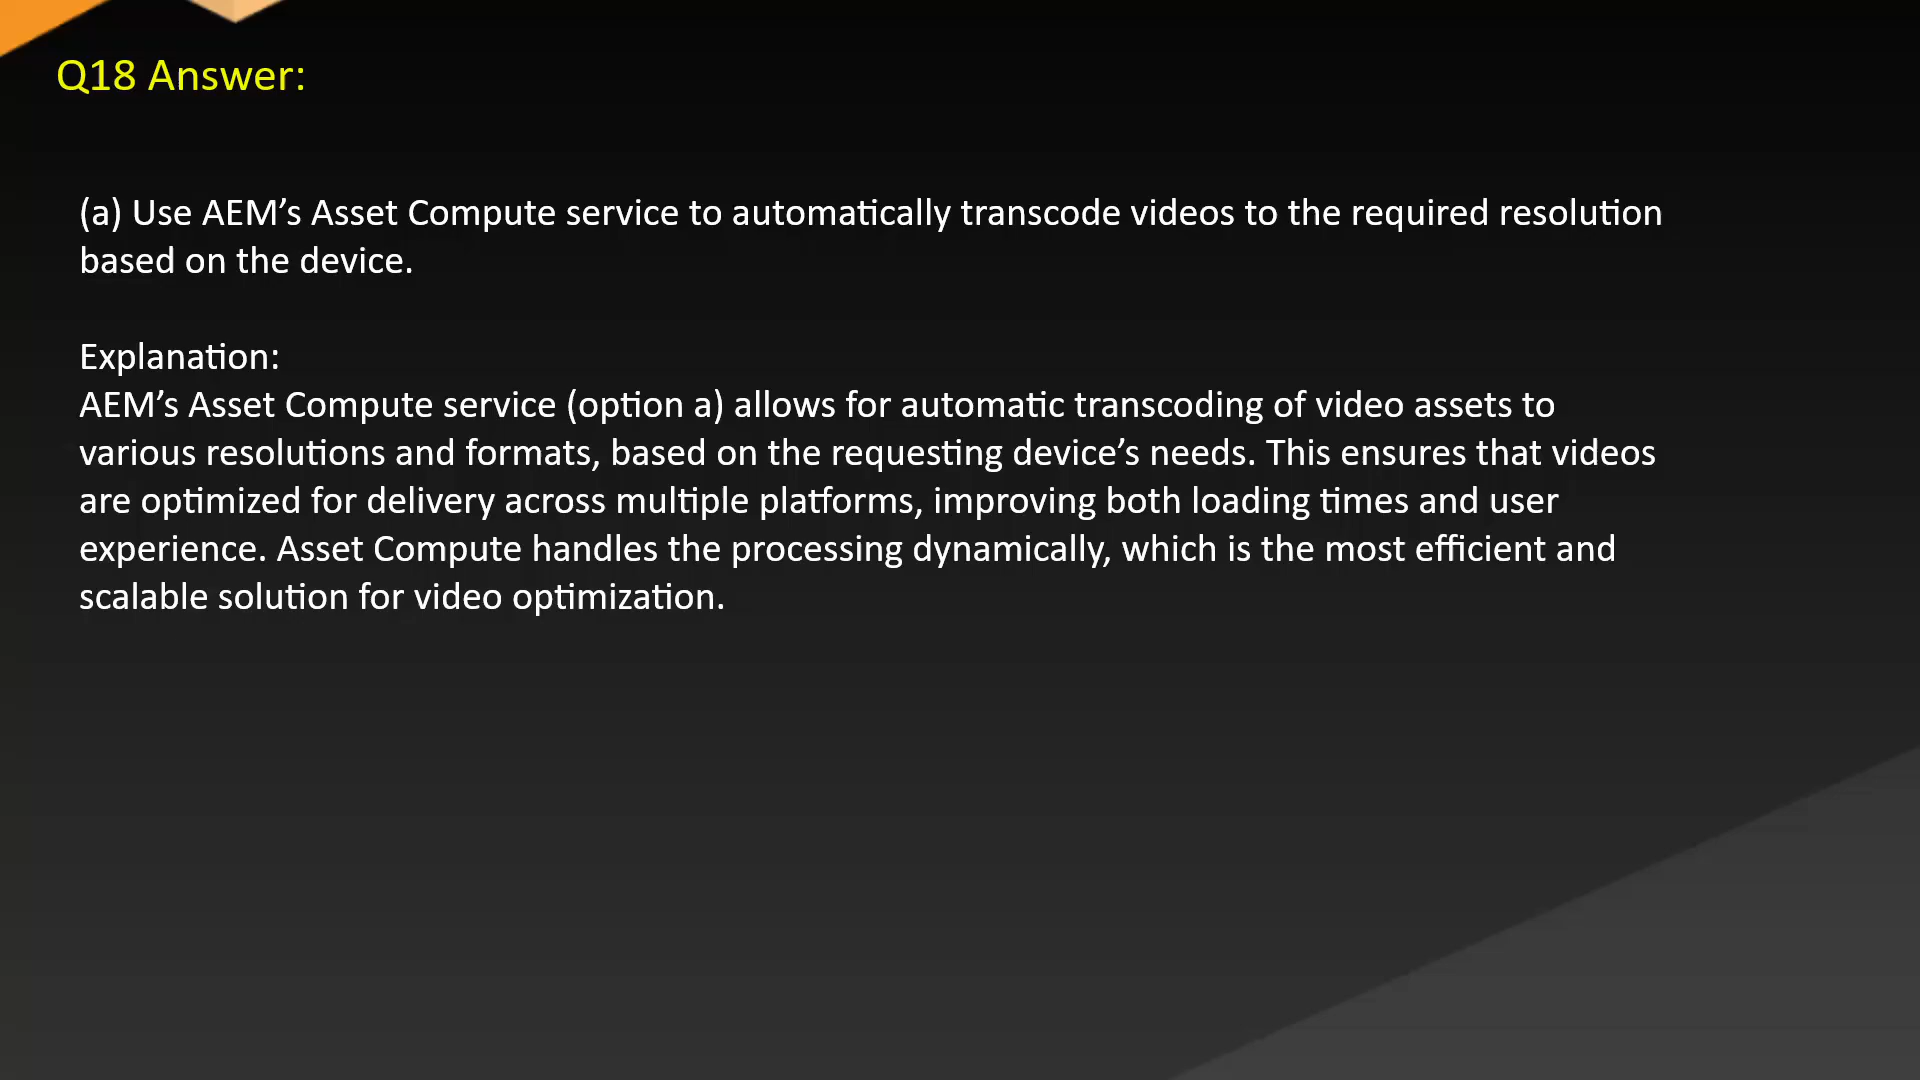 Q18 Answer:
(a) Use AEM’s Asset Compute service to automatically transcode videos to the required resolution
based on the device.
Explanation:
AEM’s Asset Compute service (option a) allows for automatic transcoding of video assets to
various resolutions and formats, based on the requesting device’s needs. This ensures that videos
are optimized for delivery across multiple platforms, improving both loading times and user
experience. Asset Compute handles the processing dynamically, which is the most efficient and
scalable solution for video optimization.